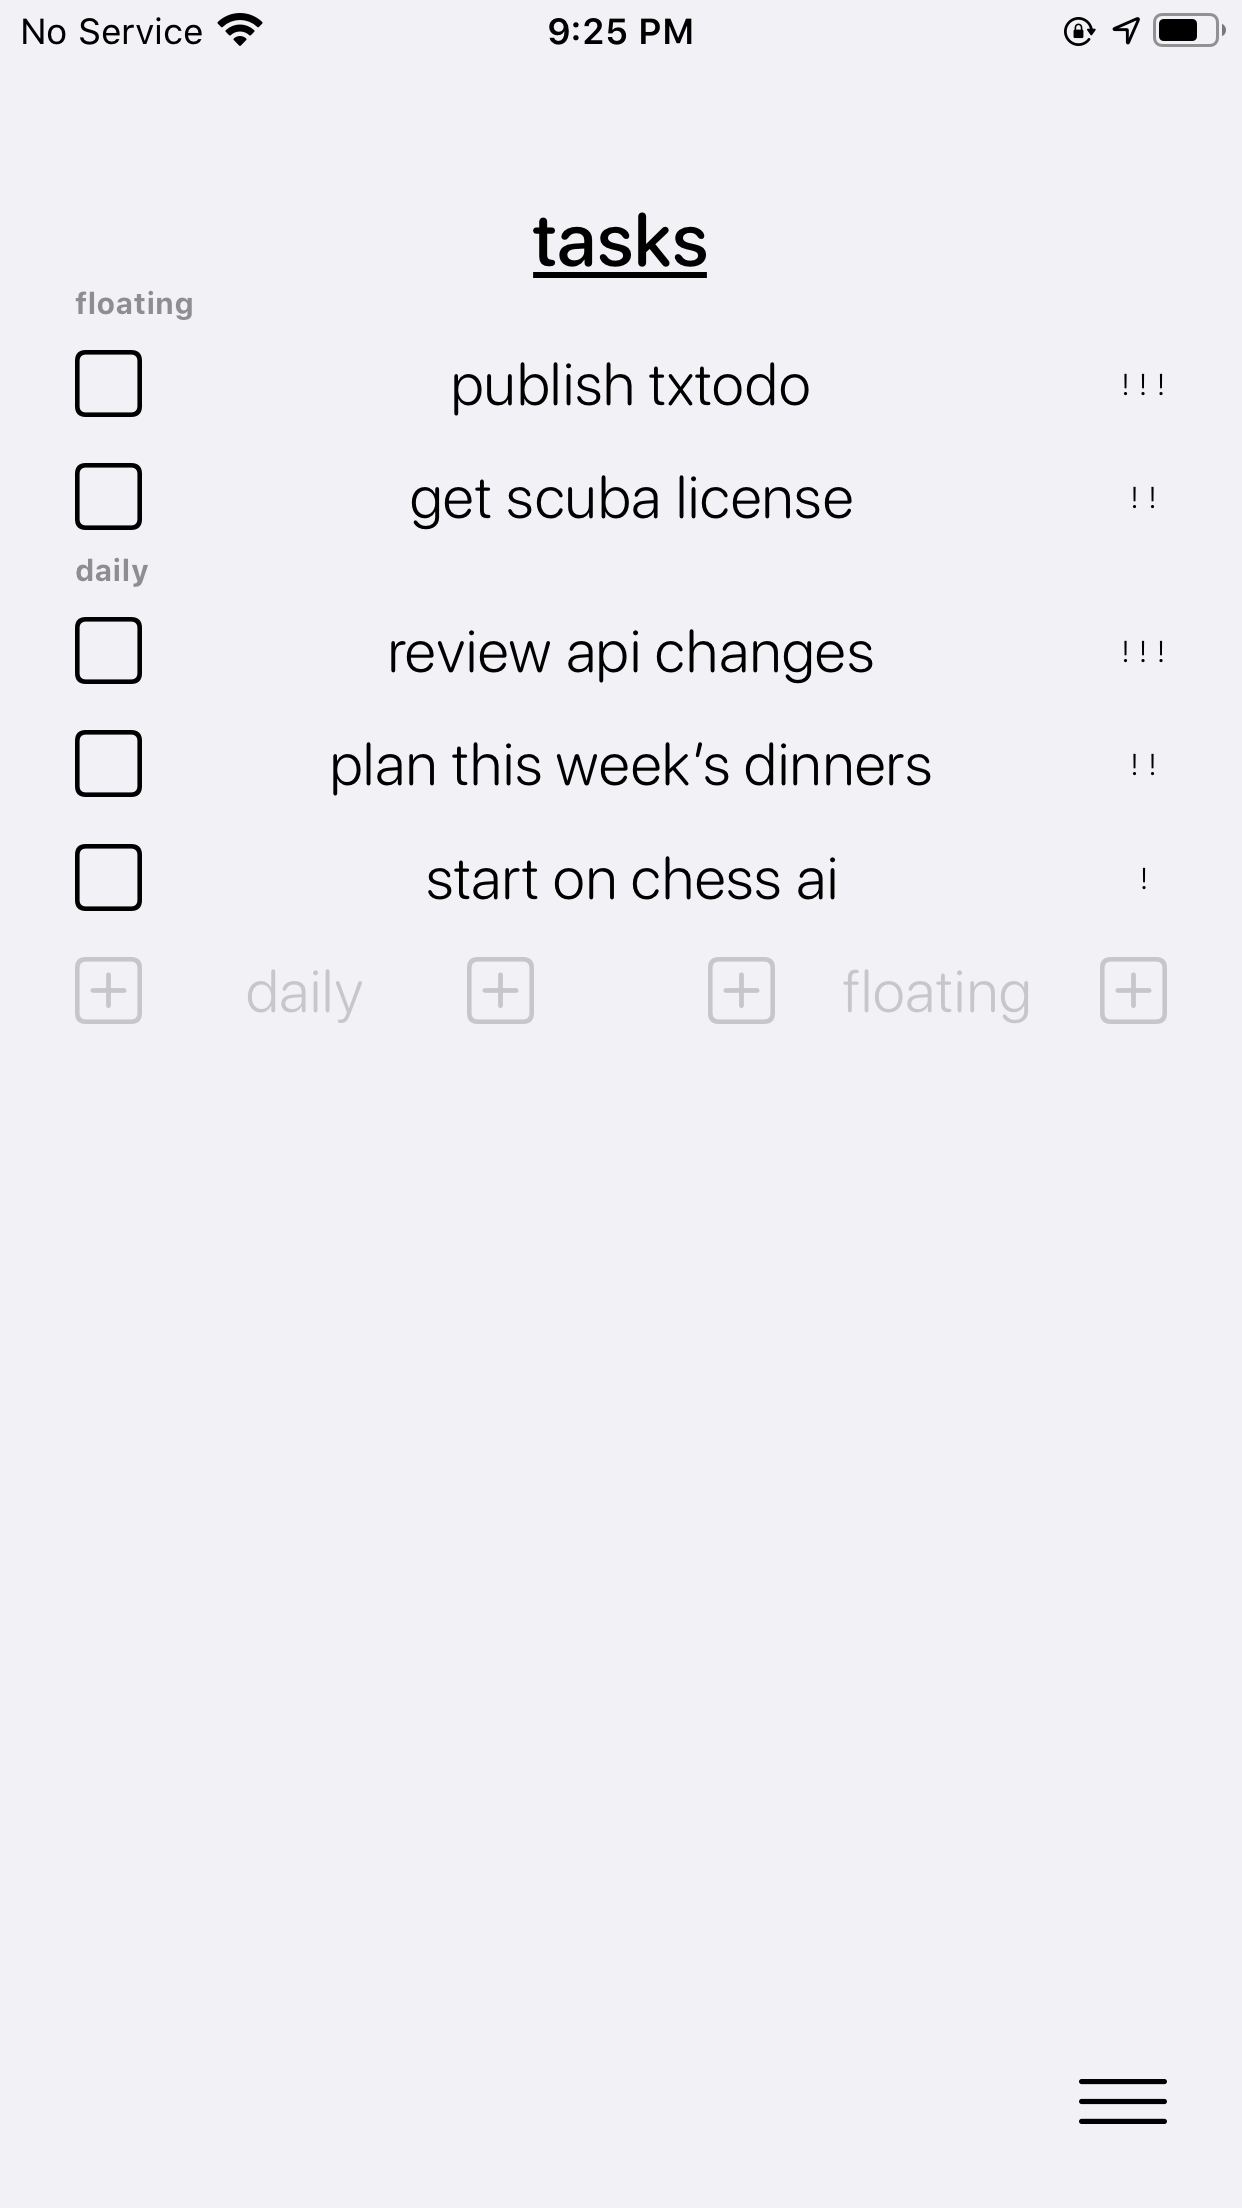 No Service 9:25 PM
tasks
floating
publish txtodo !!!
get scuba license !!
daily
review api changes !!!
plan this week’s dinners !!
start on chess ai !
daily floating